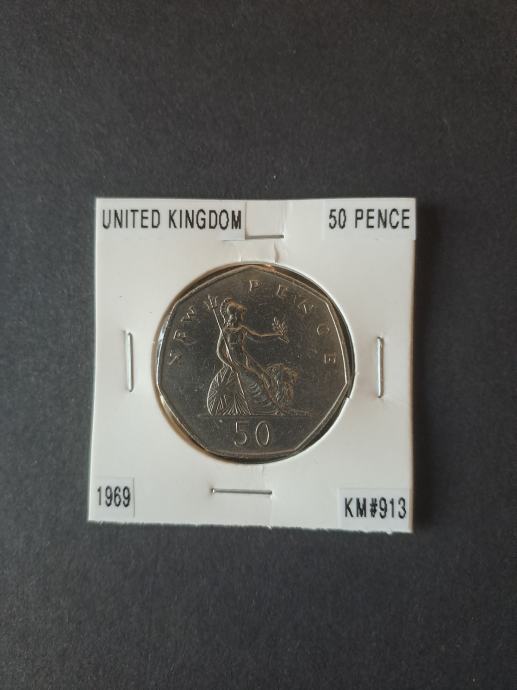 UNITED KINGDOM
50 PENCE
NEW PENCE
50
1969
KM#913